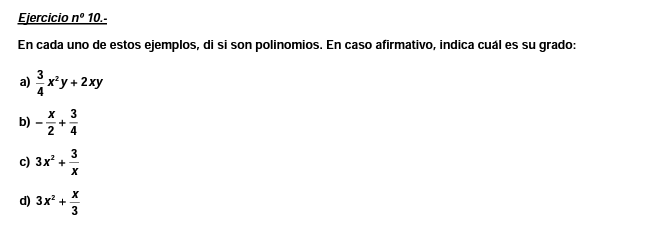 Ejercicio nº 10.-
En cada uno de estos ejemplos, di si son polinomios. En caso afirmativo, indica cuál es su grado:
a) 3/4 x²y + 2xy
b) − x/2 + 3/4
c) 3x² + 3/x
d) 3x² + x/3